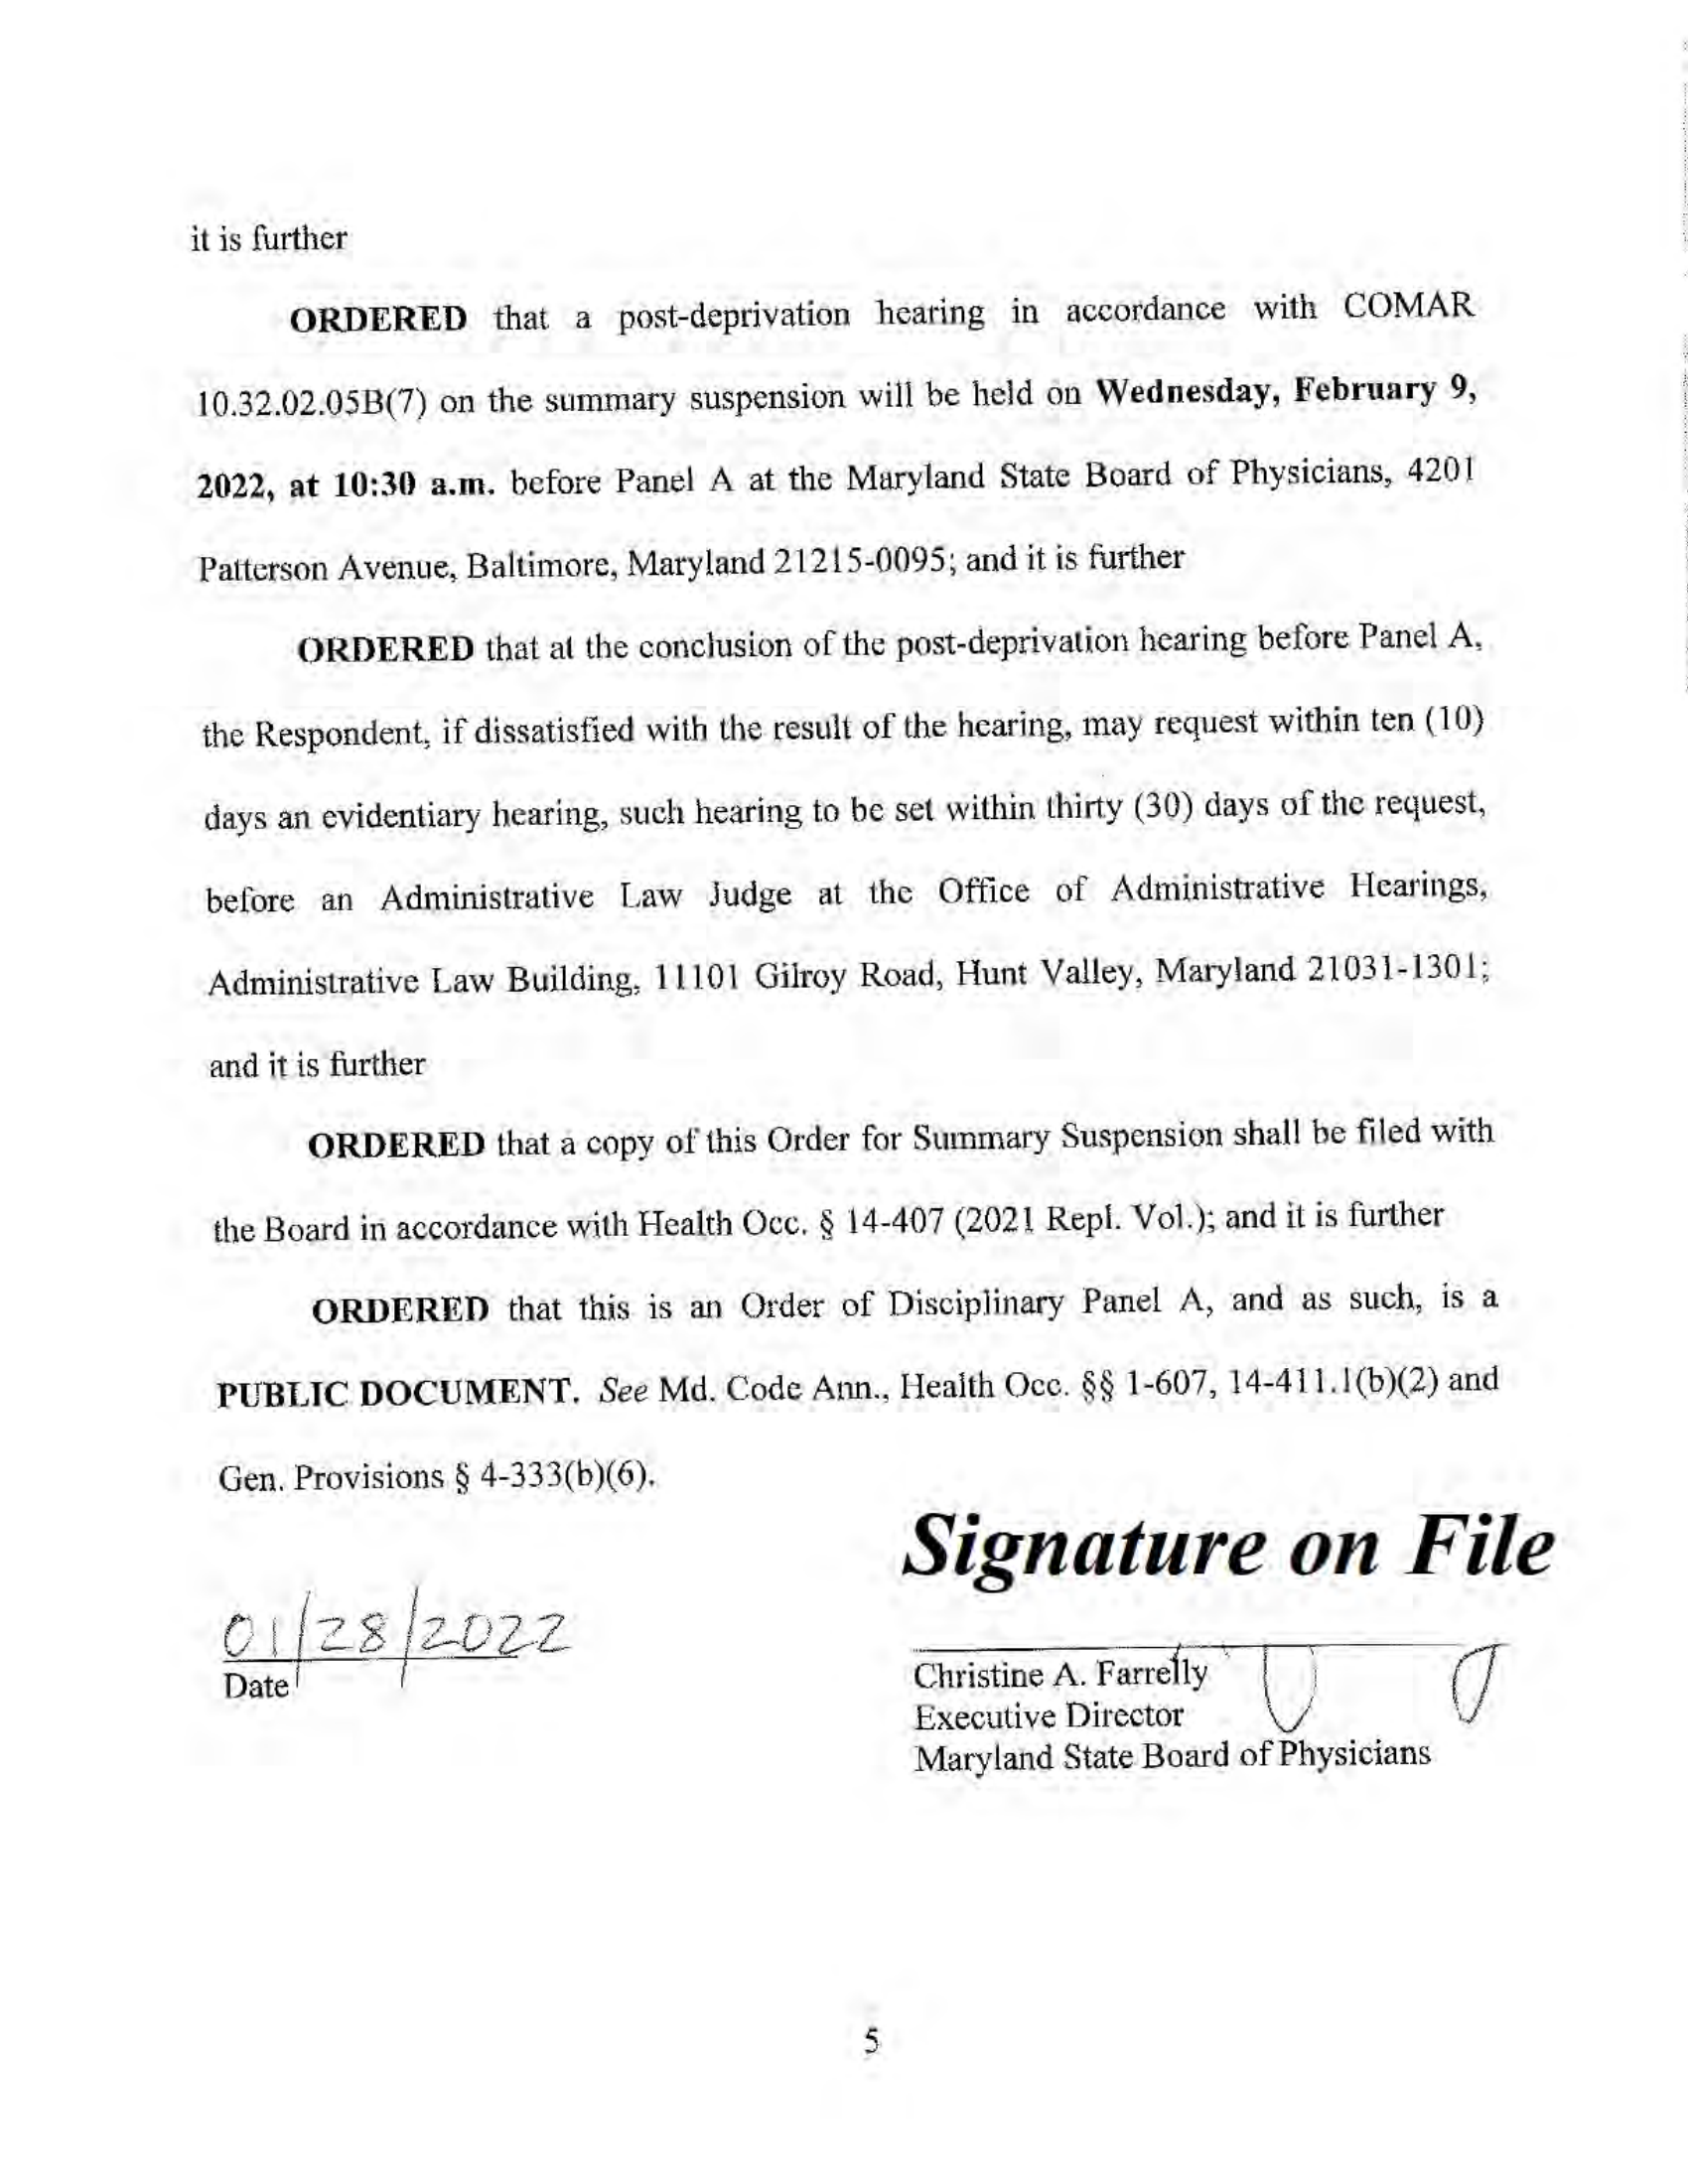 it is further
ORDERED that a post-deprivation hearing in accordance with COMAR
10.32.02.05B(7) on the summary suspension will be held on Wednesday, February 9,
2022, at 10:30 a.m. before Panel A at the Maryland State Board of Physicians, 4201
Patterson Avenue, Baltimore, Maryland 21215-0095; and it is further
ORDERED that at the conclusion of the post-deprivation hearing before Panel A,
the Respondent, if dissatisfied with the result of the hearing, may request within ten (10)
days an evidentiary hearing, such hearing to be set within thirty (30) days of the request,
before an Administrative Law Judge at the Office of Administrative Hearings,
Administrative Law Building, 11101 Gilroy Road, Hunt Valley, Maryland 21031-1301;
and it is further
ORDERED that a copy of this Order for Summary Suspension shall be filed with
the Board in accordance with Health Occ. § 14-407 (2021 Repl. Vol.); and it is further
ORDERED that this is an Order of Disciplinary Panel A, and as such, is a
PUBLIC DOCUMENT. See Md. Code Ann., Health Occ. §§ 1-607, 14-411.1(b)(2) and
Gen. Provisions § 4-333(b)(6).
Signature on File
01/28/2022
Date
Christine A. Farrelly
Executive Director
Maryland State Board of Physicians
5